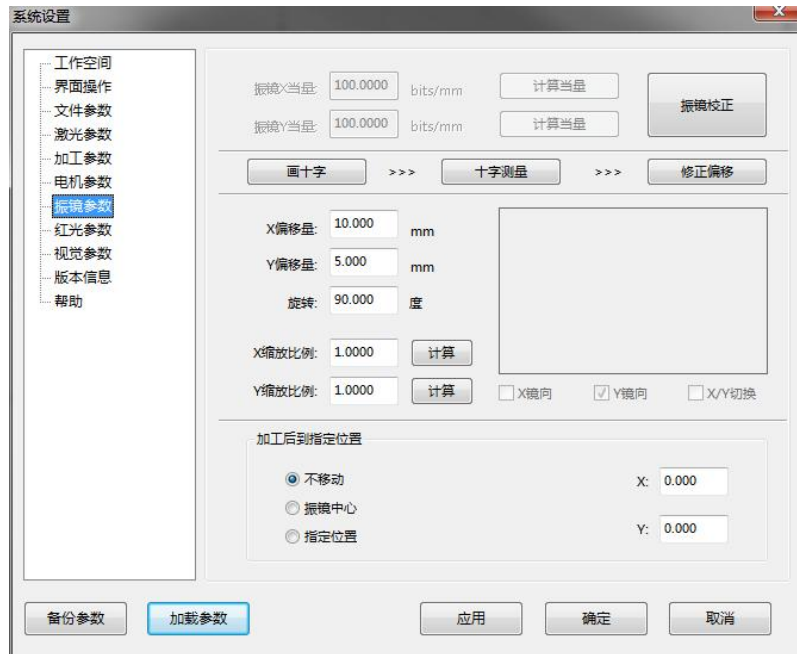 系统设置
工作空间
界面操作
文件参数
激光参数
加工参数
电机参数
振镜参数
红光参数
视觉参数
版本信息
帮助
振镜X当量: 100.0000 bits/mm 计算当量
振镜Y当量: 100.0000 bits/mm 计算当量
振镜校正
画十字 >>> 十字测量 >>> 修正偏移
X偏移量: 10.000 mm
Y偏移量: 5.000 mm
旋转: 90.000 度
X缩放比例: 1.0000 计算
Y缩放比例: 1.0000 计算
X镜向 Y镜向 X/Y切换
加工后到指定位置
不移动
振镜中心
指定位置
X: 0.000
Y: 0.000
备份参数 加载参数 应用 确定 取消